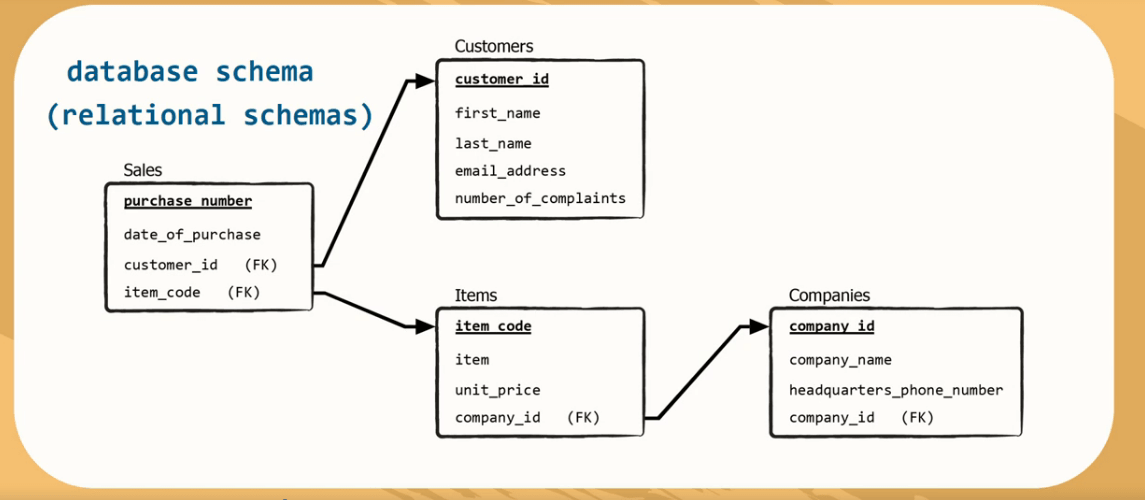 database schema
(relational schemas)
Sales
purchase_number
date_of_purchase
customer_id (FK)
item_code (FK)
Customers
customer_id
first_name
last_name
email_address
number_of_complaints
Items
item_code
item
unit_price
company_id (FK)
Companies
company_id
company_name
headquarters_phone_number
company_id (FK)